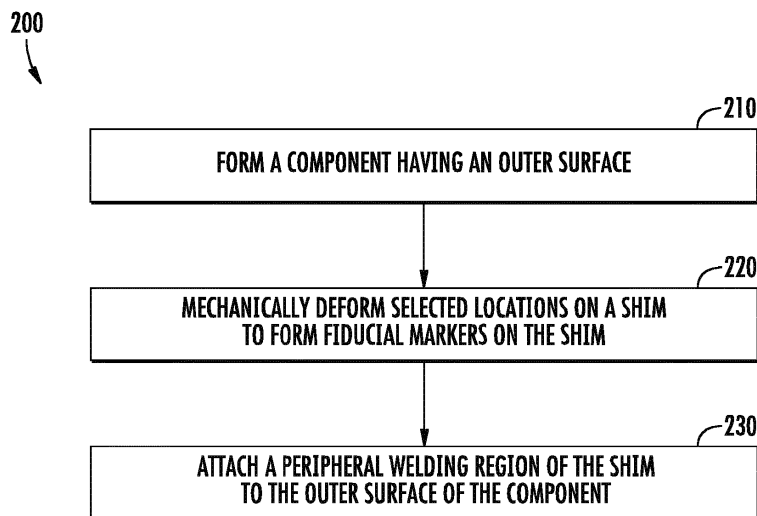 200
210
FORM A COMPONENT HAVING AN OUTER SURFACE
220
MECHANICALLY DEFORM SELECTED LOCATIONS ON A SHIM
TO FORM FIDUCIAL MARKERS ON THE SHIM
230
ATTACH A PERIPHERAL WELDING REGION OF THE SHIM
TO THE OUTER SURFACE OF THE COMPONENT